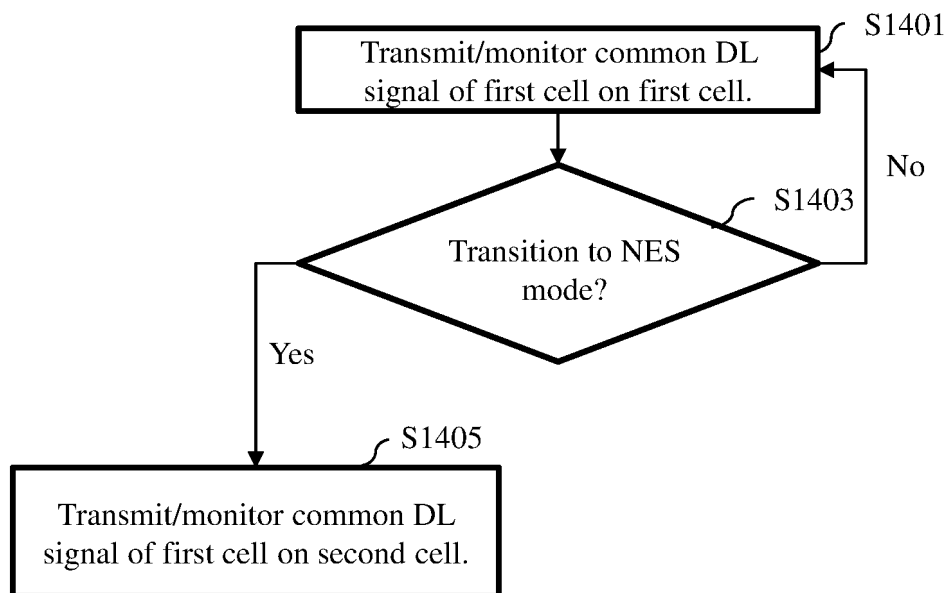 S1401
Transmit/monitor common DL
signal of first cell on first cell.
No
S1403
Transition to NES
mode?
Yes
S1405
Transmit/monitor common DL
signal of first cell on second cell.